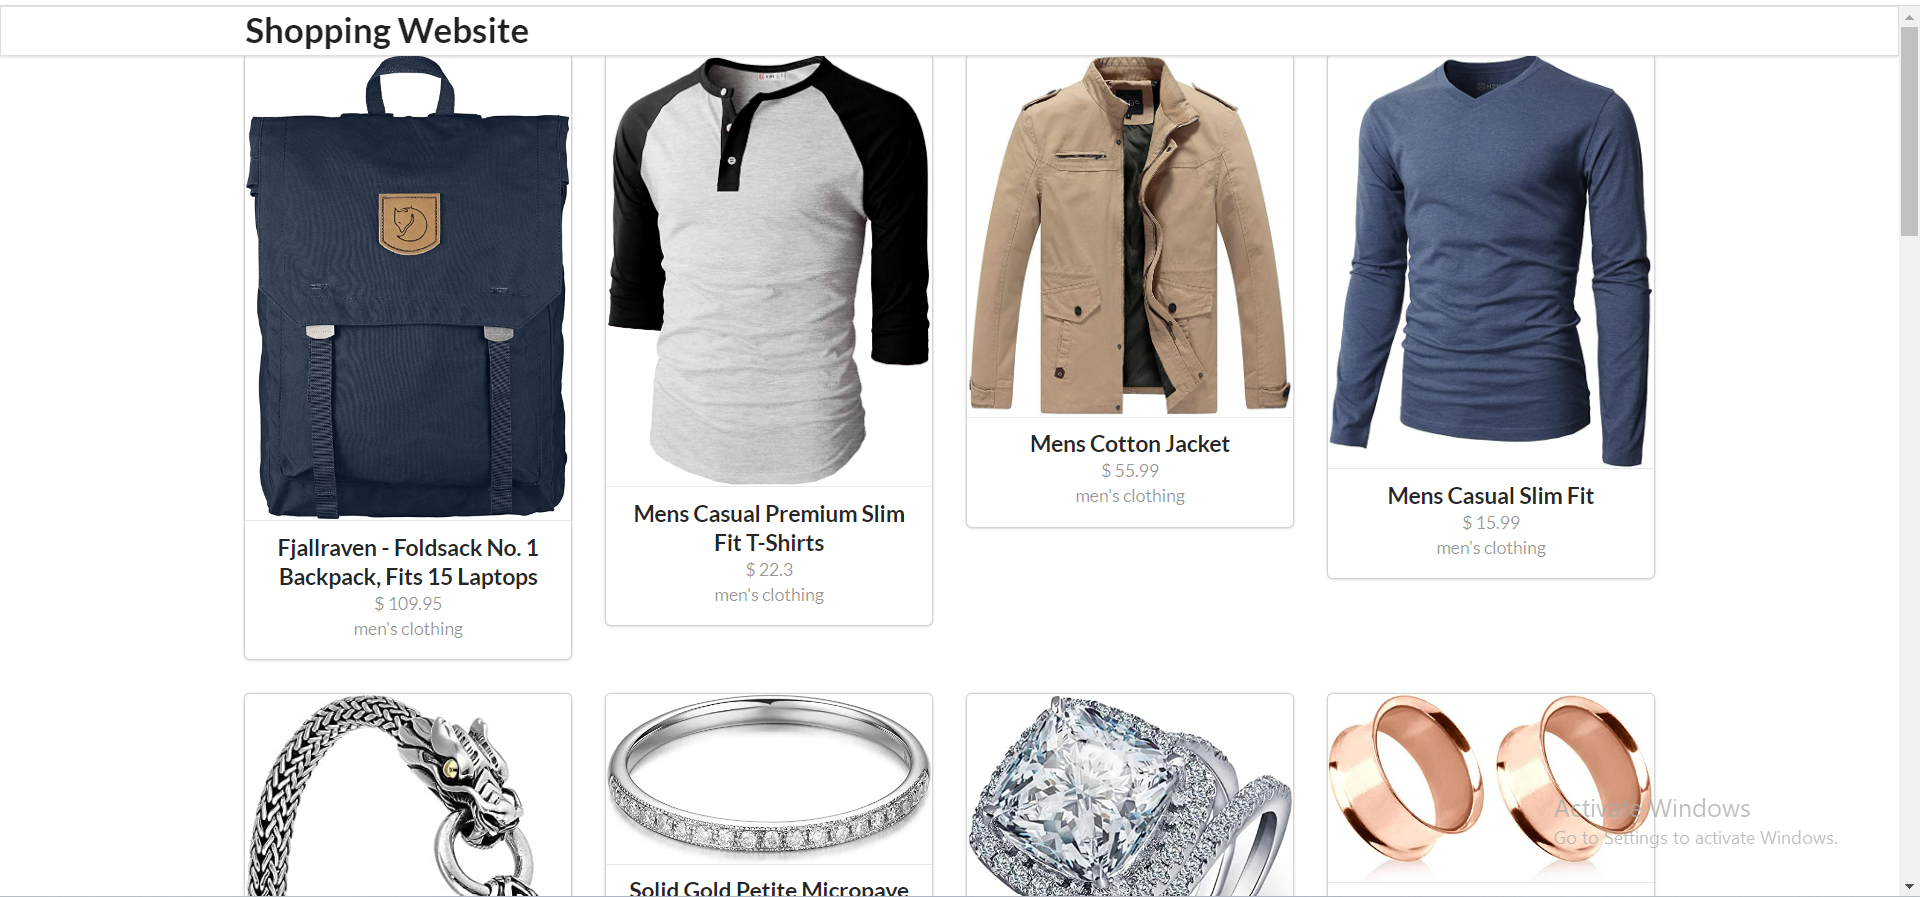 Shopping Website
Fjallraven - Foldsack No. 1
Backpack, Fits 15 Laptops
$ 109.95
men's clothing
Mens Casual Premium Slim
Fit T-Shirts
$ 22.3
men's clothing
Mens Cotton Jacket
$ 55.99
men's clothing
Mens Casual Slim Fit
$ 15.99
men's clothing
Solid Gold Petite Micropave
Activate Windows
Go to Settings to activate Windows.